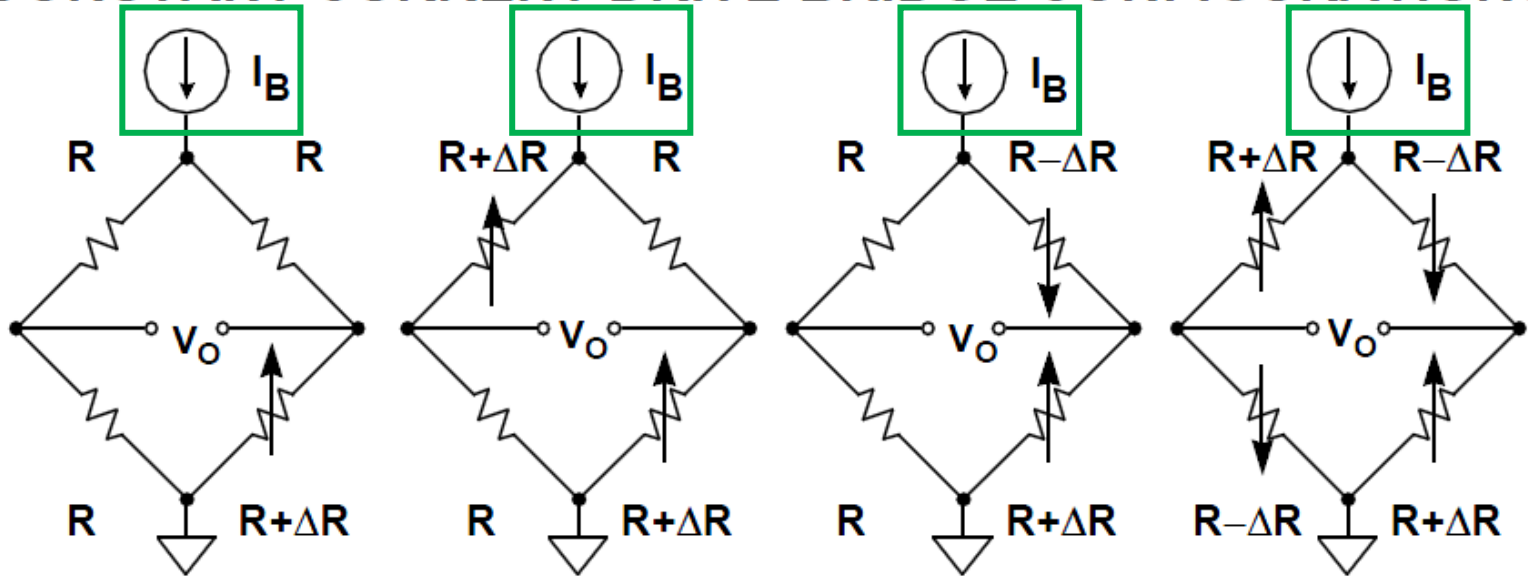 I_B I_B I_B I_B
R R R+ΔR R R R−ΔR R+ΔR R−ΔR
V_O V_O V_O V_O
R R+ΔR R R+ΔR R R+ΔR R−ΔR R+ΔR